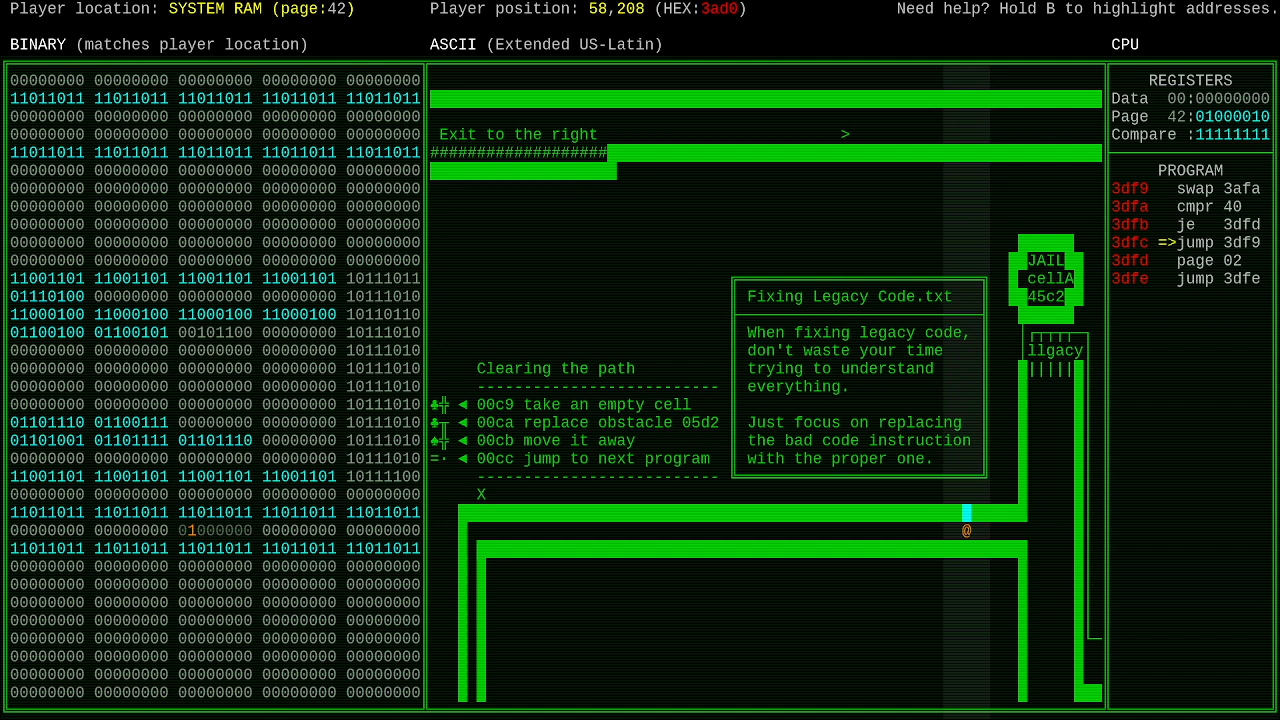 Player location: SYSTEM RAM (page:42)
Player position: 58,208 (HEX:3ad0)
Need help? Hold B to highlight addresses.
BINARY (matches player location)
00000000 00000000 00000000 00000000 00000000
11011011 11011011 11011011 11011011 11011011
00000000 00000000 00000000 00000000 00000000
00000000 00000000 00000000 00000000 00000000
11011011 11011011 11011011 11011011 11011011
00000000 00000000 00000000 00000000 00000000
00000000 00000000 00000000 00000000 00000000
00000000 00000000 00000000 00000000 00000000
00000000 00000000 00000000 00000000 00000000
00000000 00000000 00000000 00000000 00000000
00000000 00000000 00000000 00000000 00000000
11001101 11001101 11001101 11001101 10111011
01110100 00000000 00000000 00000000 10111010
11000100 11000100 11000100 11000100 10110110
01100100 01100101 00101100 00000000 10111010
00000000 00000000 00000000 00000000 10111010
00000000 00000000 00000000 00000000 10111010
00000000 00000000 00000000 00000000 10111010
00000000 00000000 00000000 00000000 10111010
01101110 01100111 00000000 00000000 10111010
01101001 01101111 01101110 00000000 10111010
00000000 00000000 00000000 00000000 10111010
11001101 11001101 11001101 11001101 10111100
00000000 00000000 00000000 00000000 00000000
11011011 11011011 11011011 11011011 11011011
00000000 00000000 01000000 00000000 00000000
11011011 11011011 11011011 11011011 11011011
00000000 00000000 00000000 00000000 00000000
00000000 00000000 00000000 00000000 00000000
00000000 00000000 00000000 00000000 00000000
00000000 00000000 00000000 00000000 00000000
00000000 00000000 00000000 00000000 00000000
00000000 00000000 00000000 00000000 00000000
00000000 00000000 00000000 00000000 00000000
00000000 00000000 00000000 00000000 00000000
ASCII (Extended US-Latin)
Exit to the right >
###################
JAIL
cellA
45c2
llgacy
Fixing Legacy Code.txt
When fixing legacy code,
don't waste your time
trying to understand
everything.
Just focus on replacing
the bad code instruction
with the proper one.
Clearing the path
--------------------------
♣╬ ◄ 00c9 take an empty cell
♣╥ ◄ 00ca replace obstacle 05d2
♠╬ ◄ 00cb move it away
=· ◄ 00cc jump to next program
--------------------------
X
@
CPU
REGISTERS
Data 00:00000000
Page 42:01000010
Compare :11111111
PROGRAM
3df9 swap 3afa
3dfa cmpr 40
3dfb je 3dfd
3dfc =>jump 3df9
3dfd page 02
3dfe jump 3dfe